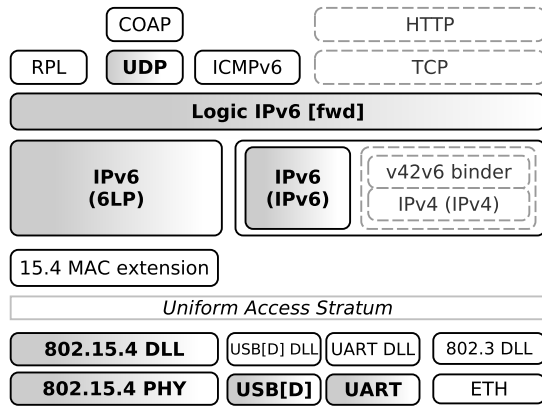 COAP
HTTP
RPL
UDP
ICMPv6
TCP
Logic IPv6 [fwd]
IPv6
(6LP)
IPv6
(IPv6)
v42v6 binder
IPv4 (IPv4)
15.4 MAC extension
Uniform Access Stratum
802.15.4 DLL
USB[D] DLL
UART DLL
802.3 DLL
802.15.4 PHY
USB[D]
UART
ETH